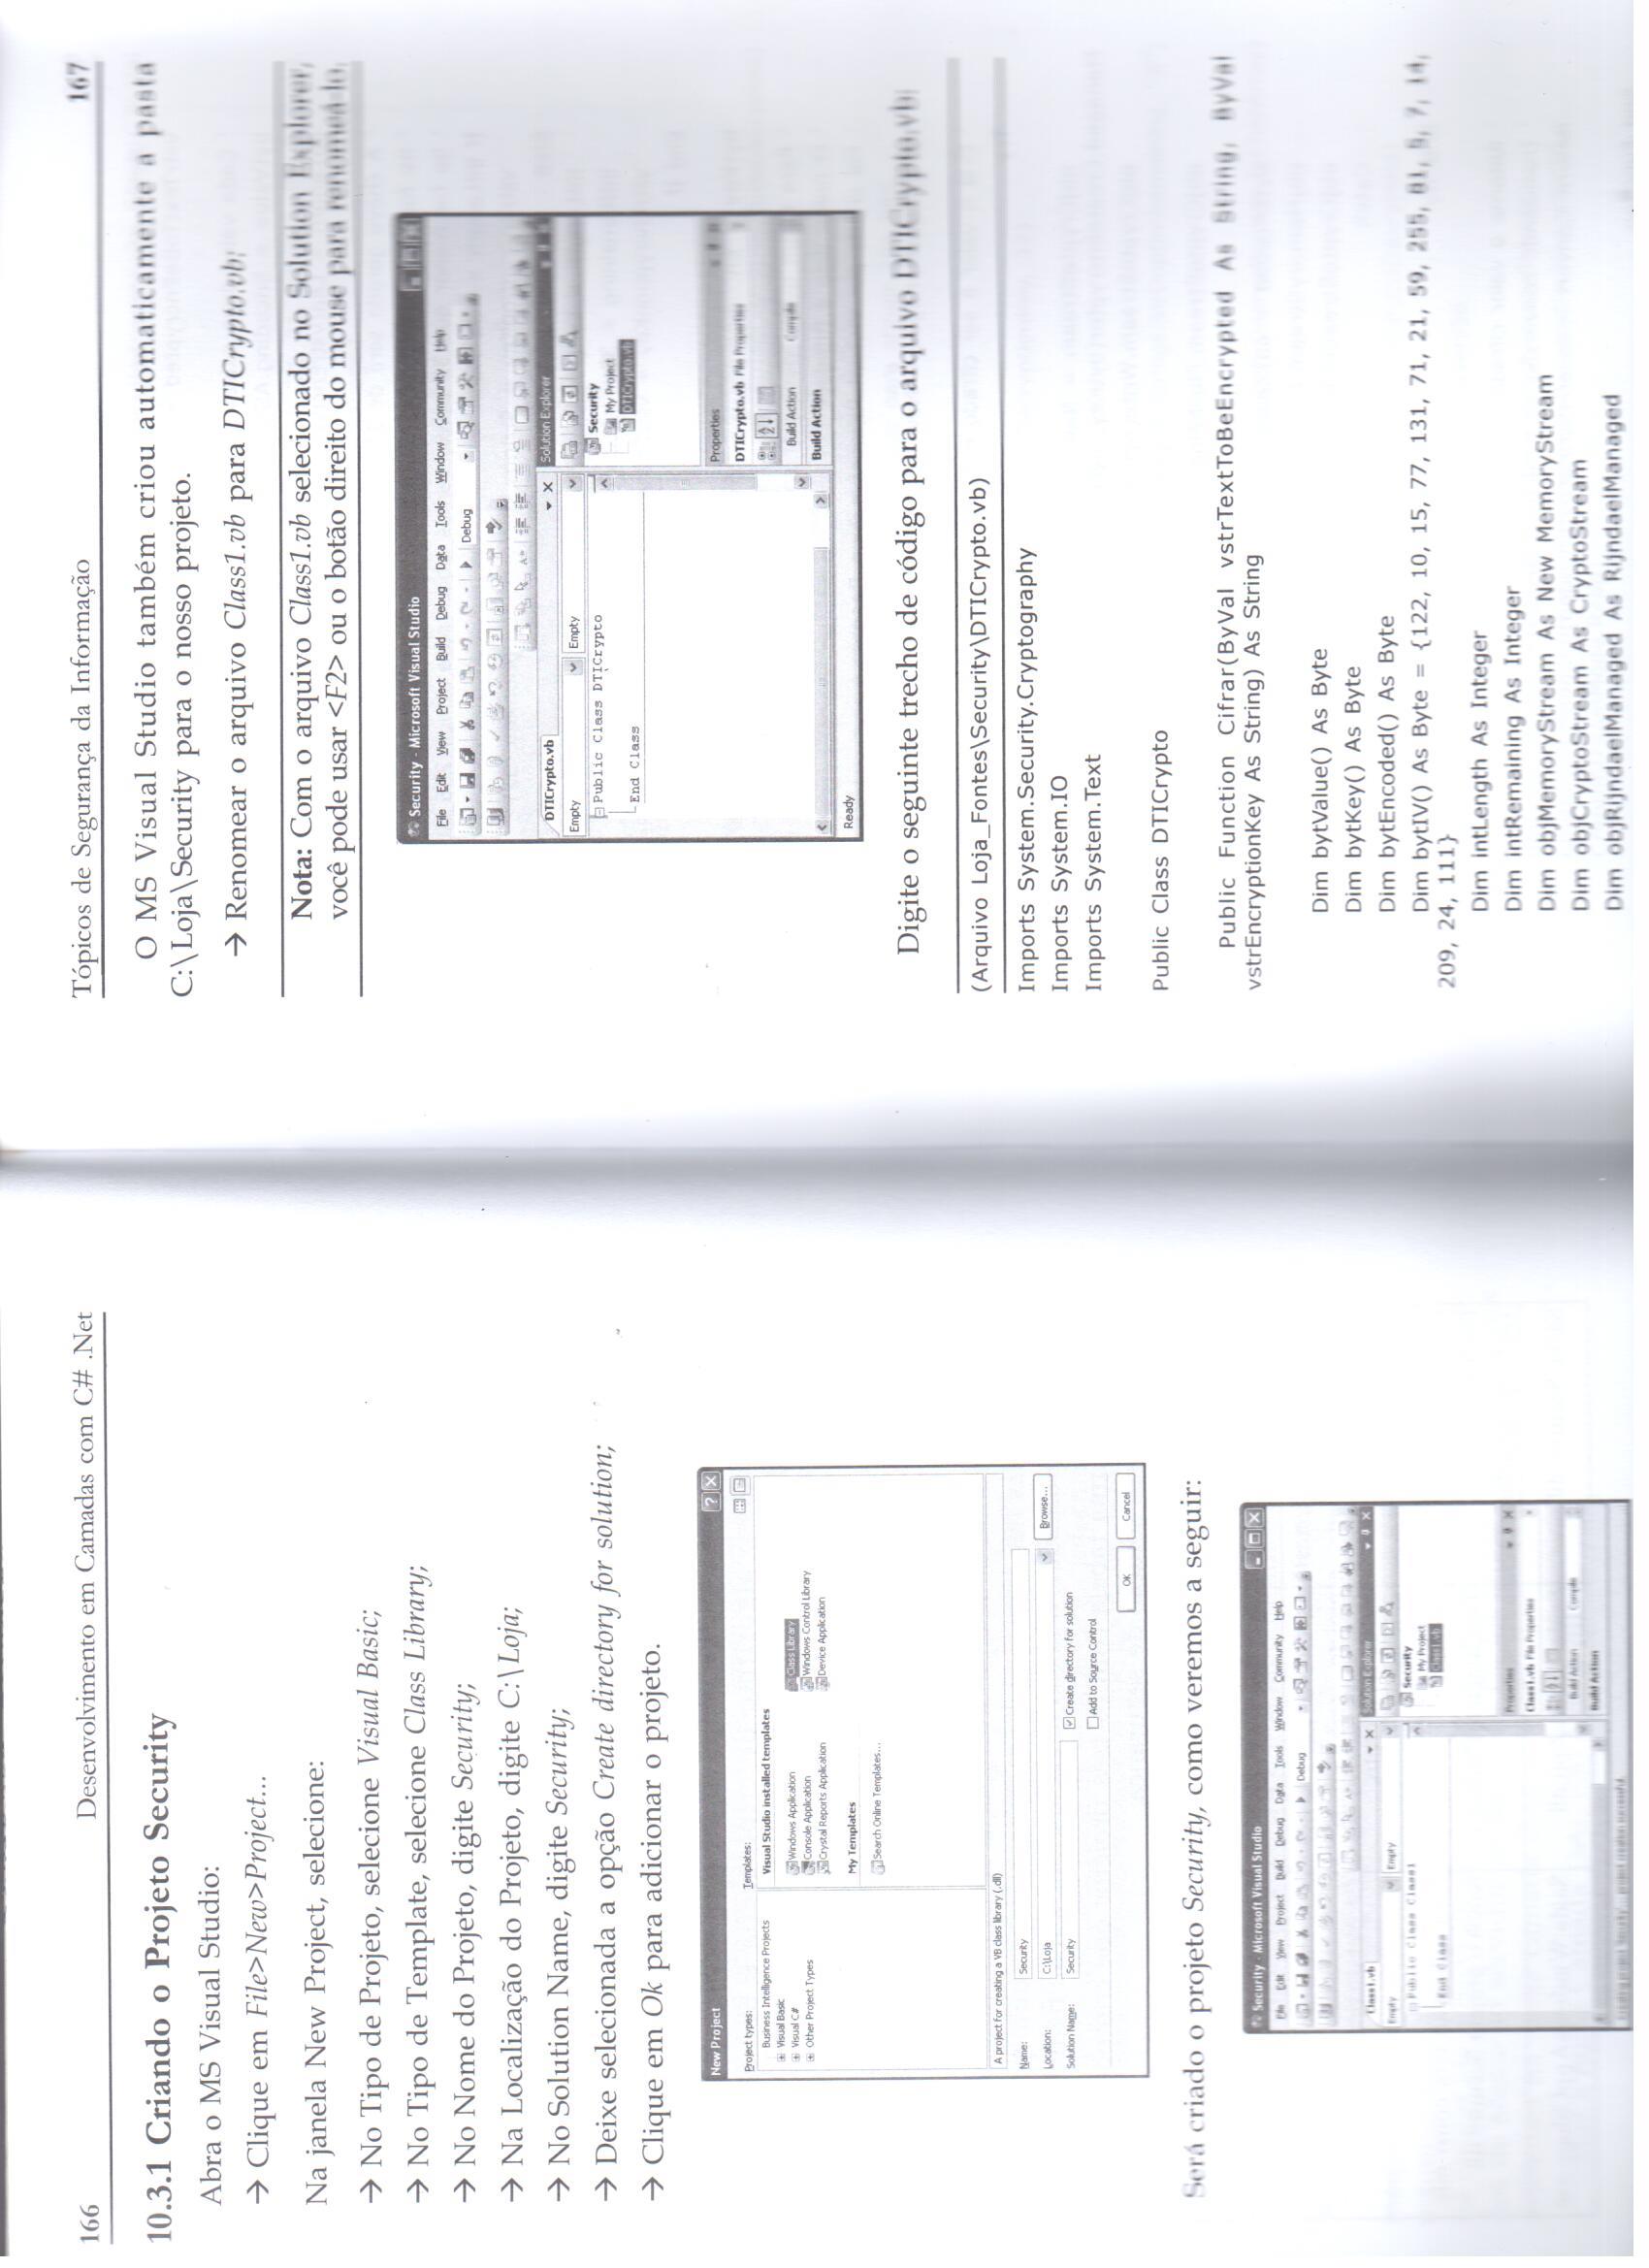 166
Desenvolvimento em Camadas com C# .Net
10.3.1 Criando o Projeto Security
Abra o MS Visual Studio:
→ Clique em File>New>Project...
Na janela New Project, selecione:
→ No Tipo de Projeto, selecione Visual Basic;
→ No Tipo de Template, selecione Class Library;
→ No Nome do Projeto, digite Security;
→ Na Localização do Projeto, digite C:\Loja;
→ No Solution Name, digite Security;
→ Deixe selecionada a opção Create directory for solution;
→ Clique em Ok para adicionar o projeto.
New Project
Project types:
Templates:
Business Intelligence Projects
Visual Basic
Visual C#
Other Project Types
Visual Studio installed templates
Windows Application
Class Library
Console Application
Windows Control Library
Crystal Reports Application
Device Application
My Templates
Search Online Templates...
A project for creating a VB class library (.dll)
Name: Security
Location: C:\Loja
Browse...
Solution Name: Security
Create directory for solution
Add to Source Control
OK
Cancel
Será criado o projeto Security, como veremos a seguir:
Security - Microsoft Visual Studio
File Edit View Project Build Debug Data Tools Window Community Help
Debug
Class1.vb
Solution Explorer
Empty
Empty
Public Class Class1
End Class
Security
My Project
Class1.vb
Properties
Class1.vb File Properties
Build Action Compile
Build Action
Tópicos de Segurança da Informação
167
O MS Visual Studio também criou automaticamente a pasta
C:\Loja\Security para o nosso projeto.
→ Renomear o arquivo Class1.vb para DTICrypto.vb;
Nota: Com o arquivo Class1.vb selecionado no Solution Explorer,
você pode usar <F2> ou o botão direito do mouse para renomeá-lo.
Security - Microsoft Visual Studio
File Edit View Project Build Debug Data Tools Window Community Help
Debug
DTICrypto.vb
Solution Explorer
Empty
Empty
Public Class DTICrypto
End Class
Security
My Project
DTICrypto.vb
Properties
DTICrypto.vb File Properties
Build Action Compile
Build Action
Ready
Digite o seguinte trecho de código para o arquivo DTICrypto.vb:
(Arquivo Loja_Fontes\Security\DTICrypto.vb)
Imports System.Security.Cryptography
Imports System.IO
Imports System.Text
Public Class DTICrypto
Public Function Cifrar(ByVal vstrTextToBeEncrypted As String, ByVal
vstrEncryptionKey As String) As String
Dim bytValue() As Byte
Dim bytKey() As Byte
Dim bytEncoded() As Byte
Dim bytIV() As Byte = {122, 10, 15, 77, 131, 71, 21, 59, 255, 81, 5, 7, 14,
209, 24, 111}
Dim intLength As Integer
Dim intRemaining As Integer
Dim objMemoryStream As New MemoryStream
Dim objCryptoStream As CryptoStream
Dim objRijndaelManaged As RijndaelManaged